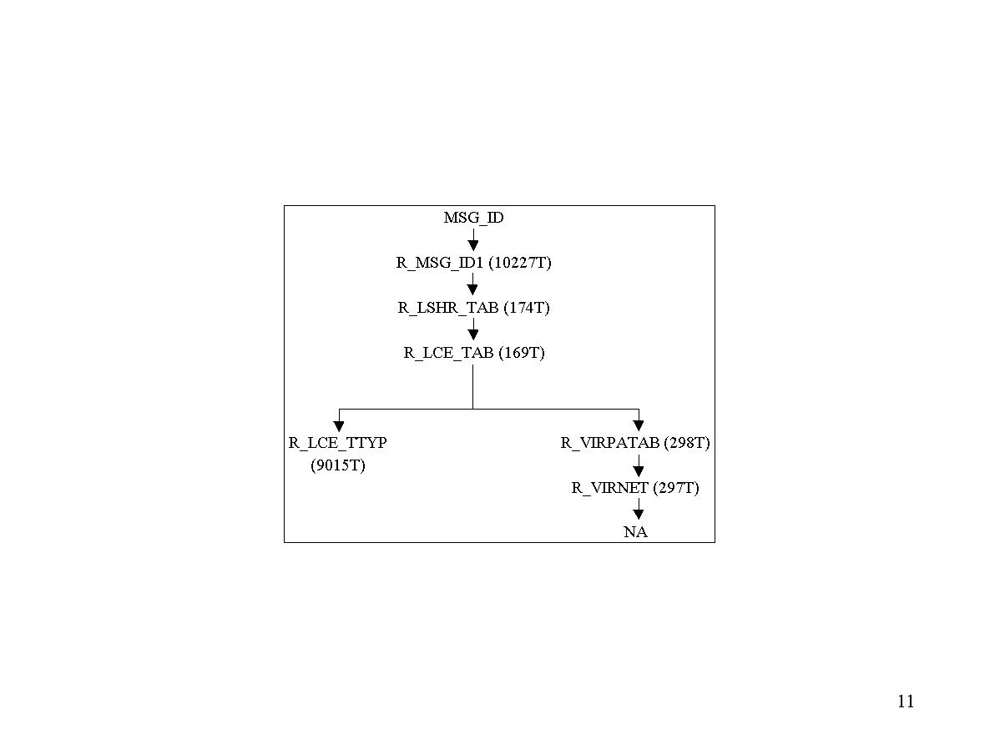 MSG_ID
R_MSG_ID1 (10227T)
R_LSHR_TAB (174T)
R_LCE_TAB (169T)
R_LCE_TTYP
(9015T)
R_VIRPATAB (298T)
R_VIRNET (297T)
NA
11